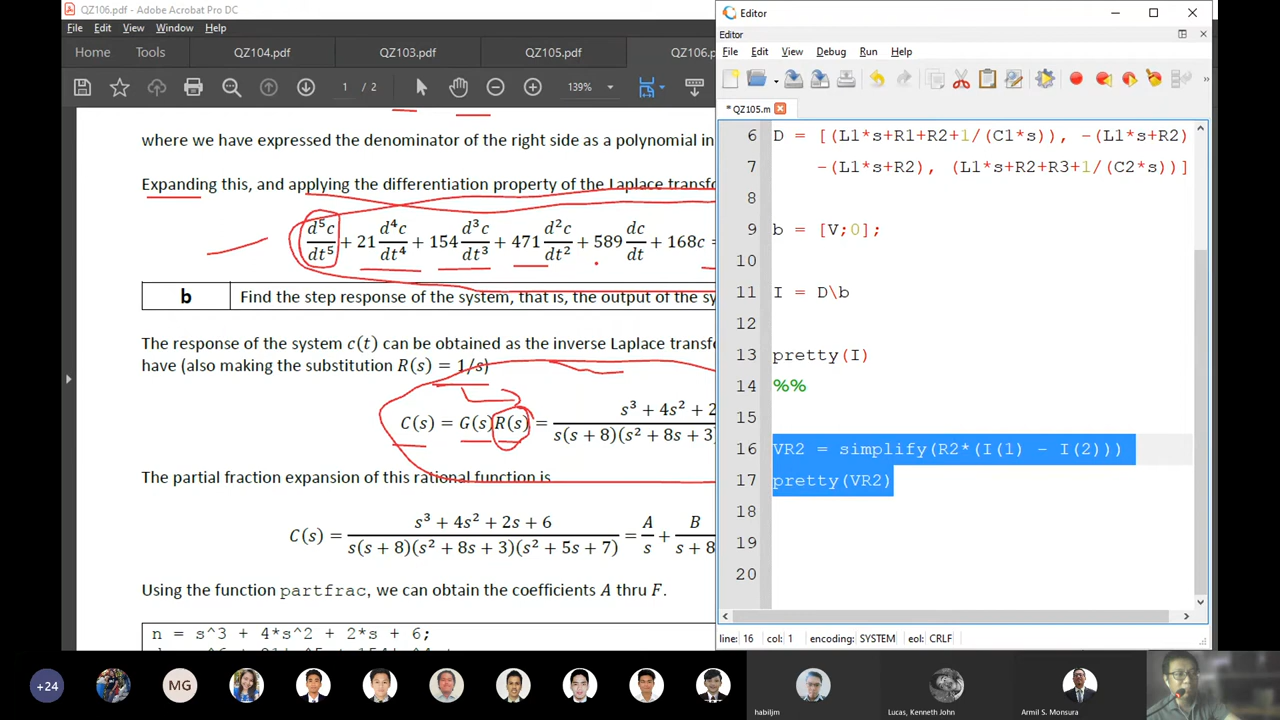 QZ106.pdf - Adobe Acrobat Pro DC
File Edit View Window Help
Home Tools QZ104.pdf QZ103.pdf QZ105.pdf QZ106.pdf
1 / 2 139%
where we have expressed the denominator of the right side as a polynomial in
Expanding this, and applying the differentiation property of the Laplace transf
d⁵c/dt⁵ + 21 d⁴c/dt⁴ + 154 d³c/dt³ + 471 d²c/dt² + 589 dc/dt + 168c =
b Find the step response of the system, that is, the output of the sy
The response of the system c(t) can be obtained as the inverse Laplace transf
have (also making the substitution R(s) = 1/s)
C(s) = G(s)R(s) = s³ + 4s² + 2 / s(s + 8)(s² + 8s + 3)
The partial fraction expansion of this rational function is
C(s) = s³ + 4s² + 2s + 6 / s(s + 8)(s² + 8s + 3)(s² + 5s + 7) = A/s + B/s + 8
Using the function partfrac, we can obtain the coefficients A thru F.
n = s^3 + 4*s^2 + 2*s + 6;
Editor
Editor
File Edit View Debug Run Help
*QZ105.m
6 D = [(L1*s+R1+R2+1/(C1*s)), -(L1*s+R2)
7 -(L1*s+R2), (L1*s+R2+R3+1/(C2*s))]
8
9 b = [V;0];
10
11 I = D\b
12
13 pretty(I)
14 %%
15
16 VR2 = simplify(R2*(I(1) - I(2)))
17 pretty(VR2)
18
19
20
line: 16 col: 1 encoding: SYSTEM eol: CRLF
+24 MG
habiljm Lucas, Kenneth John Armil S. Monsura